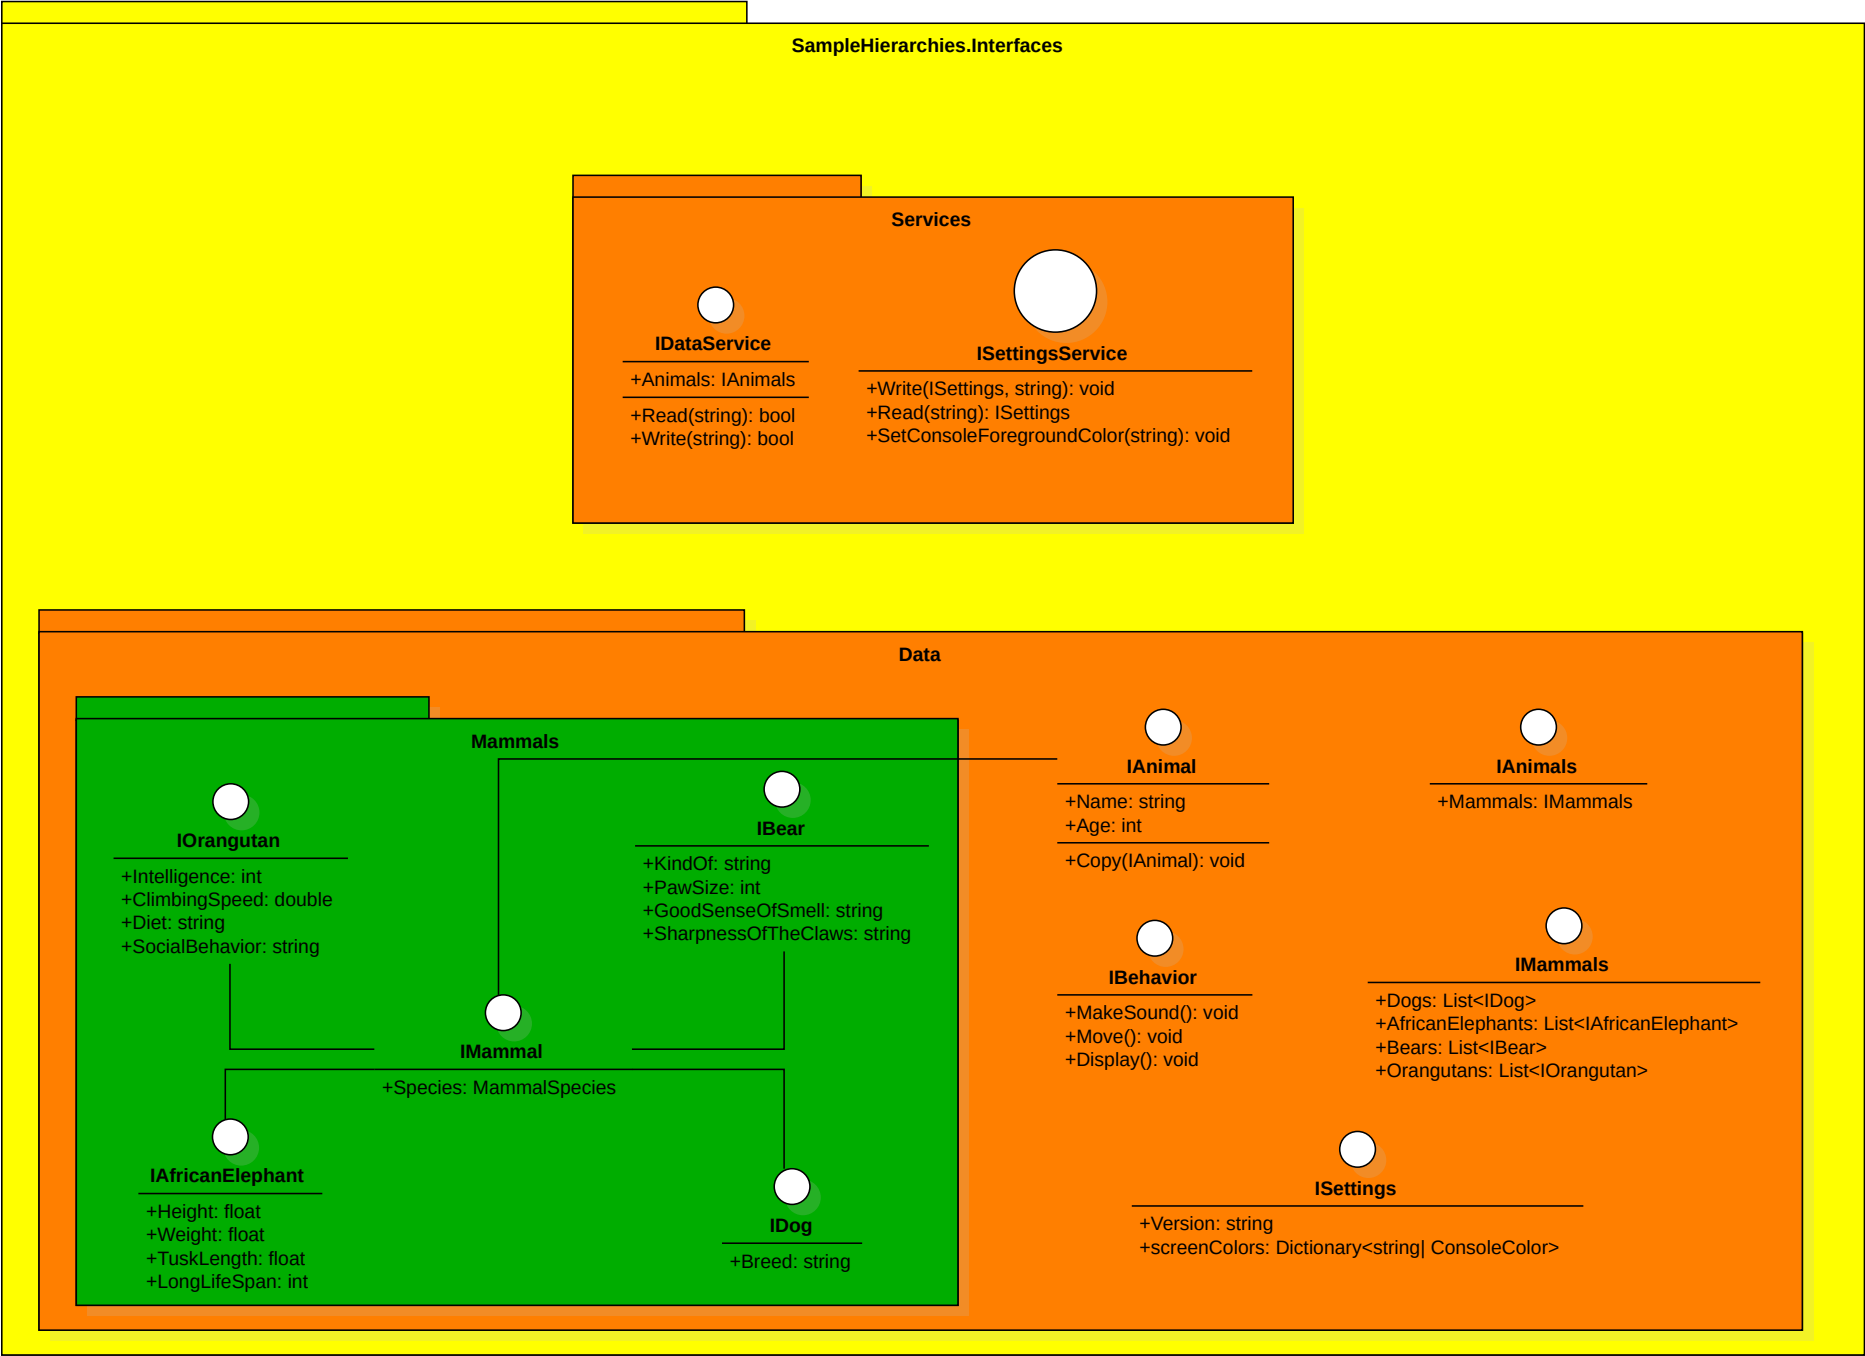 SampleHierarchies.Interfaces
Services
IDataService
+Animals: IAnimals
+Read(string): bool
+Write(string): bool
ISettingsService
+Write(ISettings, string): void
+Read(string): ISettings
+SetConsoleForegroundColor(string): void
Data
Mammals
IOrangutan
+Intelligence: int
+ClimbingSpeed: double
+Diet: string
+SocialBehavior: string
IBear
+KindOf: string
+PawSize: int
+GoodSenseOfSmell: string
+SharpnessOfTheClaws: string
IMammal
+Species: MammalSpecies
IAfricanElephant
+Height: float
+Weight: float
+TuskLength: float
+LongLifeSpan: int
IDog
+Breed: string
IAnimal
+Name: string
+Age: int
+Copy(IAnimal): void
IAnimals
+Mammals: IMammals
IBehavior
+MakeSound(): void
+Move(): void
+Display(): void
IMammals
+Dogs: List<IDog>
+AfricanElephants: List<IAfricanElephant>
+Bears: List<IBear>
+Orangutans: List<IOrangutan>
ISettings
+Version: string
+screenColors: Dictionary<string| ConsoleColor>